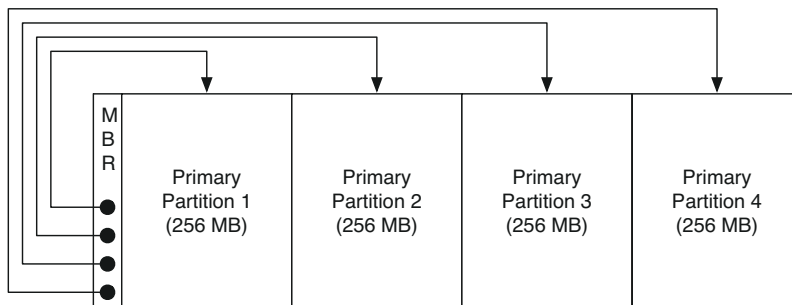 M
B
R
Primary
Partition 1
(256 MB)
Primary
Partition 2
(256 MB)
Primary
Partition 3
(256 MB)
Primary
Partition 4
(256 MB)